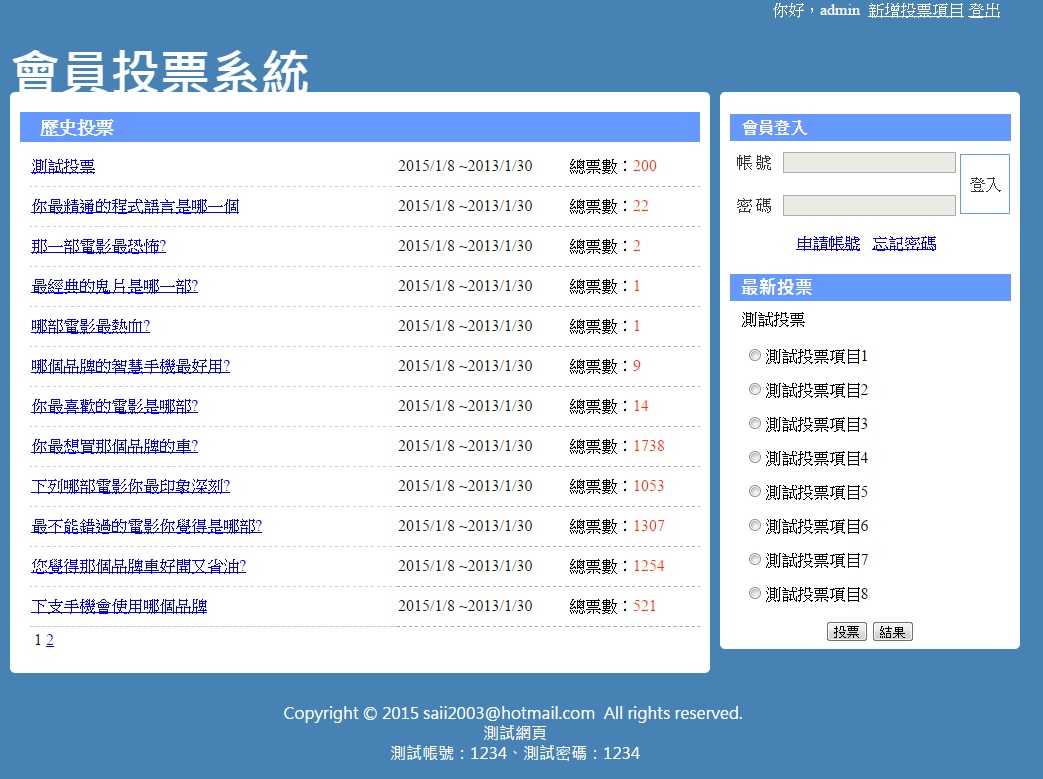 你好，admin 新增投票項目 登出
會員投票系統
歷史投票
測試投票 2015/1/8 ~2013/1/30 總票數：200
你最精通的程式語言是哪一個 2015/1/8 ~2013/1/30 總票數：22
那一部電影最恐怖? 2015/1/8 ~2013/1/30 總票數：2
最經典的鬼片是哪一部? 2015/1/8 ~2013/1/30 總票數：1
哪部電影最熱血? 2015/1/8 ~2013/1/30 總票數：1
哪個品牌的智慧手機最好用? 2015/1/8 ~2013/1/30 總票數：9
你最喜歡的電影是哪部? 2015/1/8 ~2013/1/30 總票數：14
你最想買那個品牌的車? 2015/1/8 ~2013/1/30 總票數：1738
下列哪部電影你最印象深刻? 2015/1/8 ~2013/1/30 總票數：1053
最不能錯過的電影你覺得是哪部? 2015/1/8 ~2013/1/30 總票數：1307
您覺得那個品牌車好開又省油? 2015/1/8 ~2013/1/30 總票數：1254
下支手機會使用哪個品牌 2015/1/8 ~2013/1/30 總票數：521
1 2
會員登入
帳號
登入
密碼
申請帳號 忘記密碼
最新投票
測試投票
測試投票項目1
測試投票項目2
測試投票項目3
測試投票項目4
測試投票項目5
測試投票項目6
測試投票項目7
測試投票項目8
投票 結果
Copyright © 2015 saii2003@hotmail.com All rights reserved.
測試網頁
測試帳號：1234、測試密碼：1234